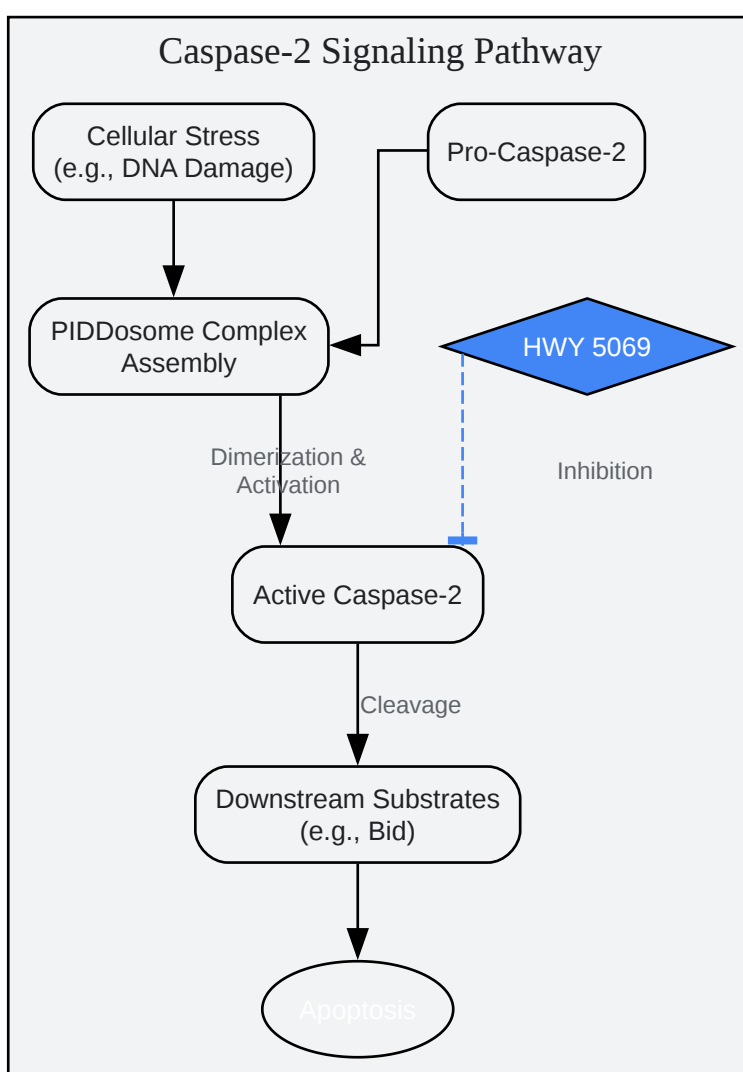 Caspase-2 Signaling Pathway
Cellular Stress
(e.g., DNA Damage)
Pro-Caspase-2
PIDDosome Complex
Assembly
HWY 5069
Dimerization &
Activation
Inhibition
Active Caspase-2
Cleavage
Downstream Substrates
(e.g., Bid)
Apoptosis